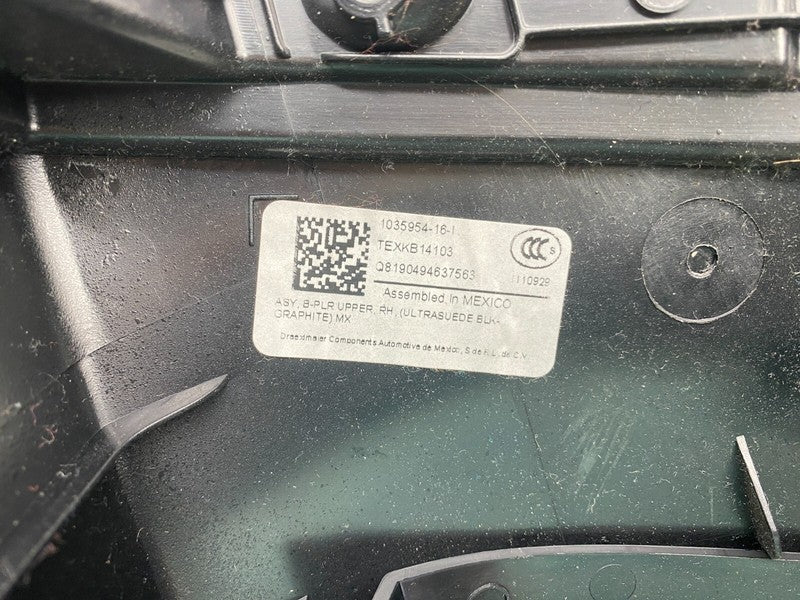 1035954-16-I
TEXKB14103
Q8190494637563
CCC S
110929
Assembled in MEXICO
ASY, B-PLR UPPER, RH, (ULTRASUEDE BLK-
GRAPHITE) MX
Draexlmaier Components Automotive de Mexico, S de R.L. de C.V.